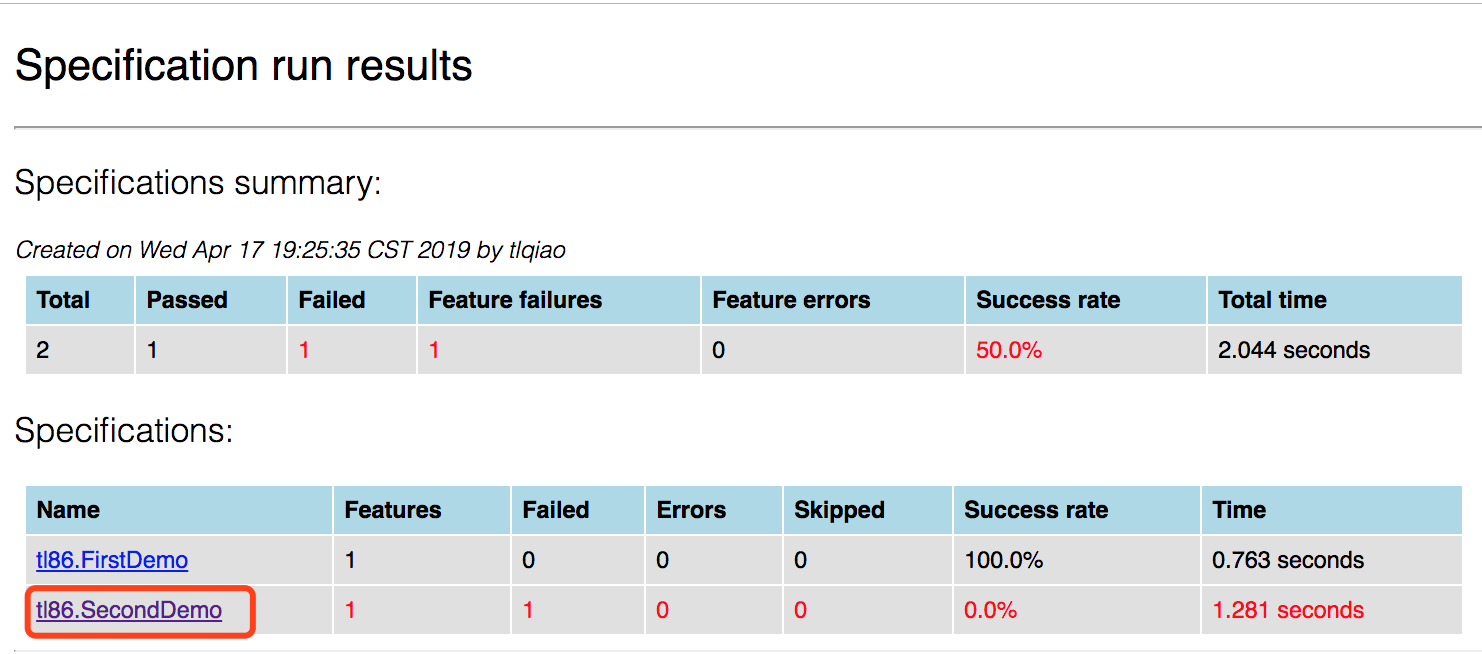 Specification run results
Specifications summary:
Created on Wed Apr 17 19:25:35 CST 2019 by tlqiao
Total Passed Failed Feature failures Feature errors Success rate Total time
2 1 1 1 0 50.0% 2.044 seconds
Specifications:
Name Features Failed Errors Skipped Success rate Time
tl86.FirstDemo 1 0 0 0 100.0% 0.763 seconds
tl86.SecondDemo 1 1 0 0 0.0% 1.281 seconds